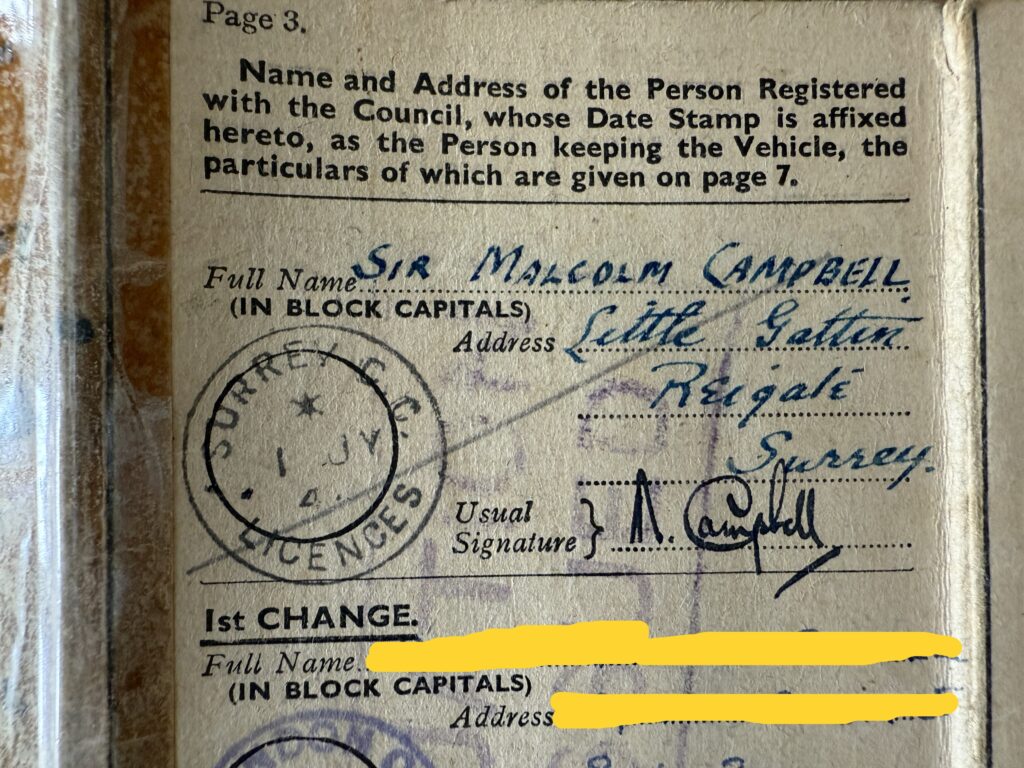 Page 3.
Name and Address of the Person Registered
with the Council, whose Date Stamp is affixed
hereto, as the Person keeping the Vehicle, the
particulars of which are given on page 7.
Full Name SIR MALCOLM CAMPBELL.
(IN BLOCK CAPITALS)
Address Little Gatton
Reigate
Surrey.
SURREY C.C.
1 JY
LICENCES
Usual
Signature } M. Campbell
1st CHANGE.
Full Name
(IN BLOCK CAPITALS)
Address